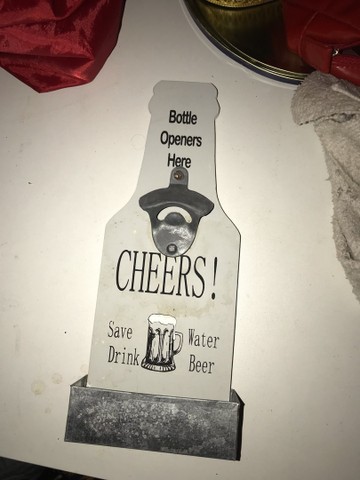 Bottle
Openers
Here
CHEERS!
Save Water
Drink Beer